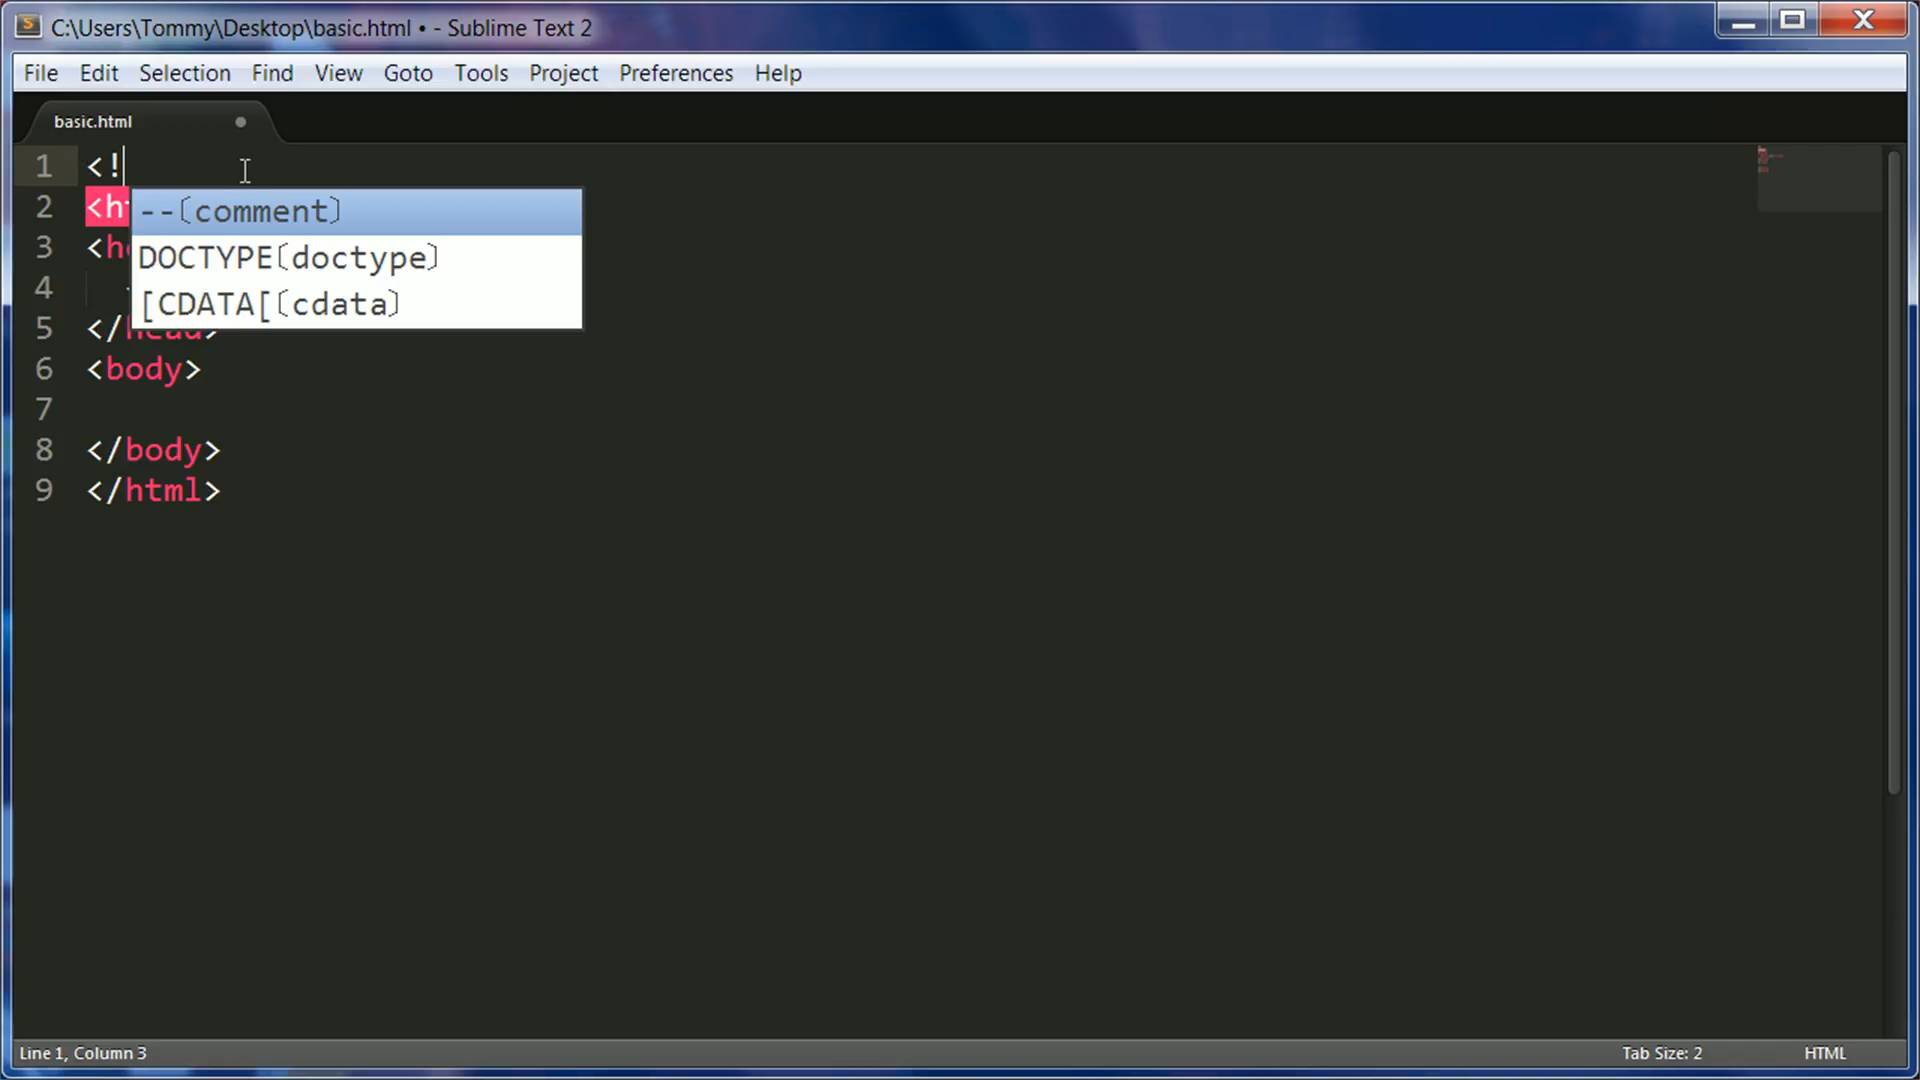 C:\Users\Tommy\Desktop\basic.html • - Sublime Text 2
File Edit Selection Find View Goto Tools Project Preferences Help
basic.html
1 <!
2 <h
--〔comment〕
3 <h
DOCTYPE〔doctype〕
4
[CDATA[〔cdata〕
5 </head>
6 <body>
7
8 </body>
9 </html>
Line 1, Column 3 Tab Size: 2 HTML